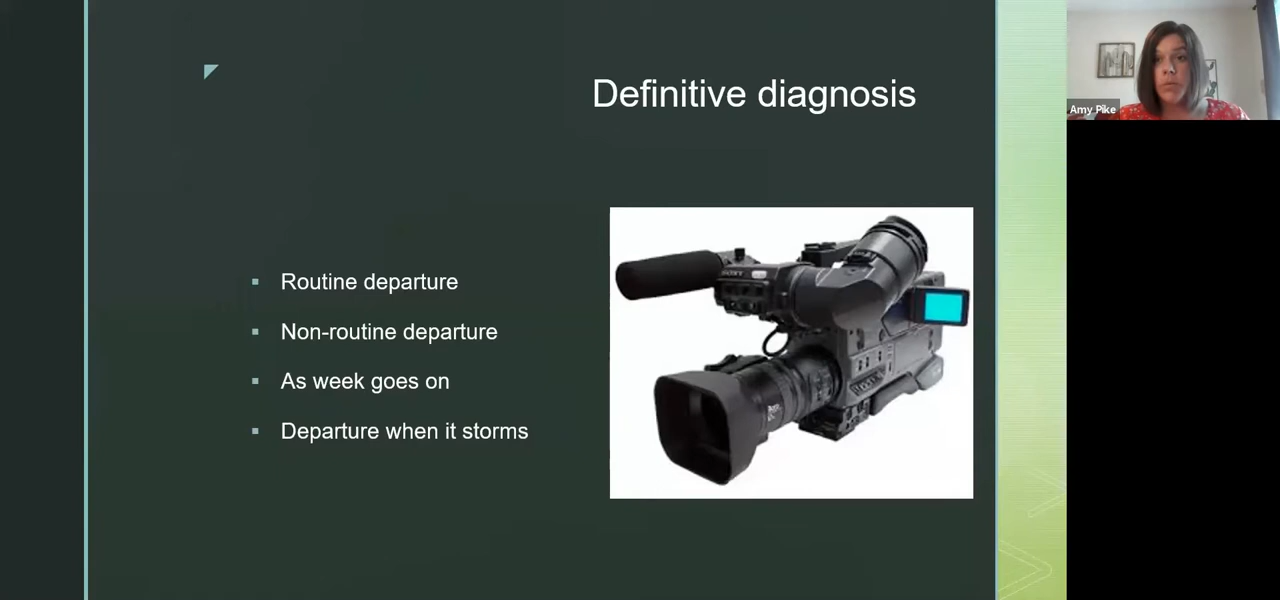 Definitive diagnosis
Routine departure
Non-routine departure
As week goes on
Departure when it storms
SONY
Amy Pike